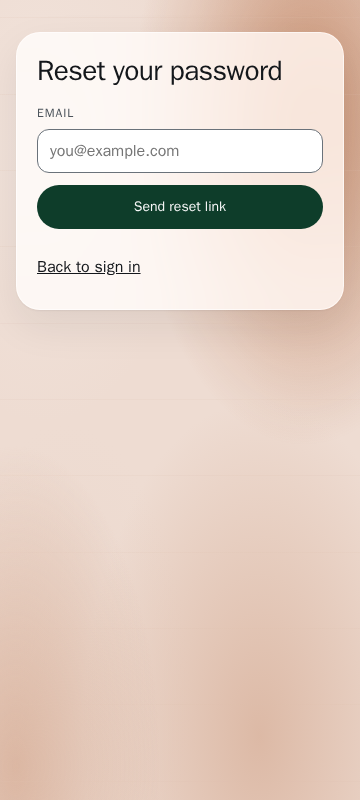 Reset your password
EMAIL
you@example.com
Send reset link
Back to sign in